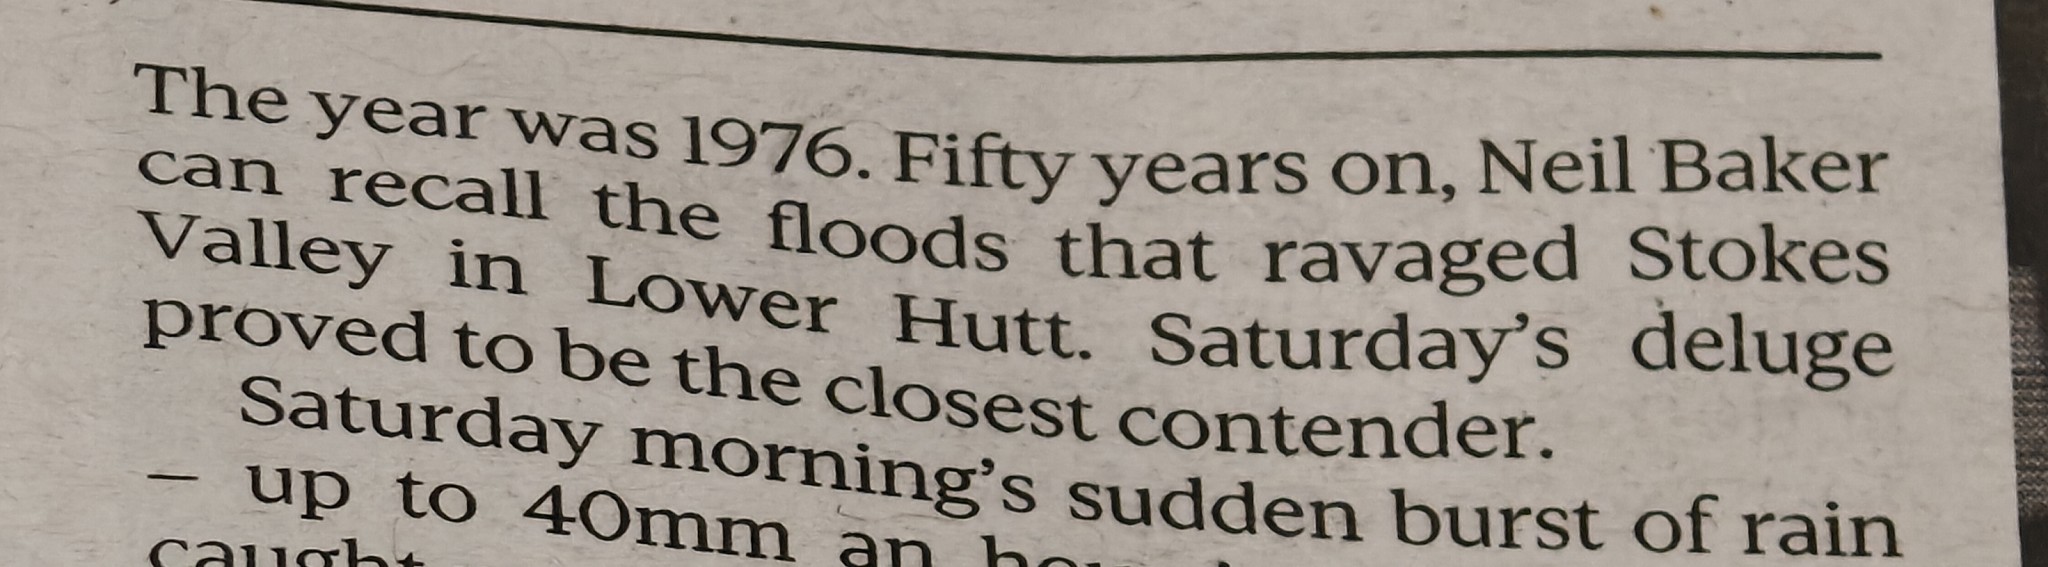 The year was 1976. Fifty years on, Neil Baker
can recall the floods that ravaged Stokes
Valley in Lower Hutt. Saturday's deluge
proved to be the closest contender.
Saturday morning's sudden burst of rain
– up to 40mm an
caught